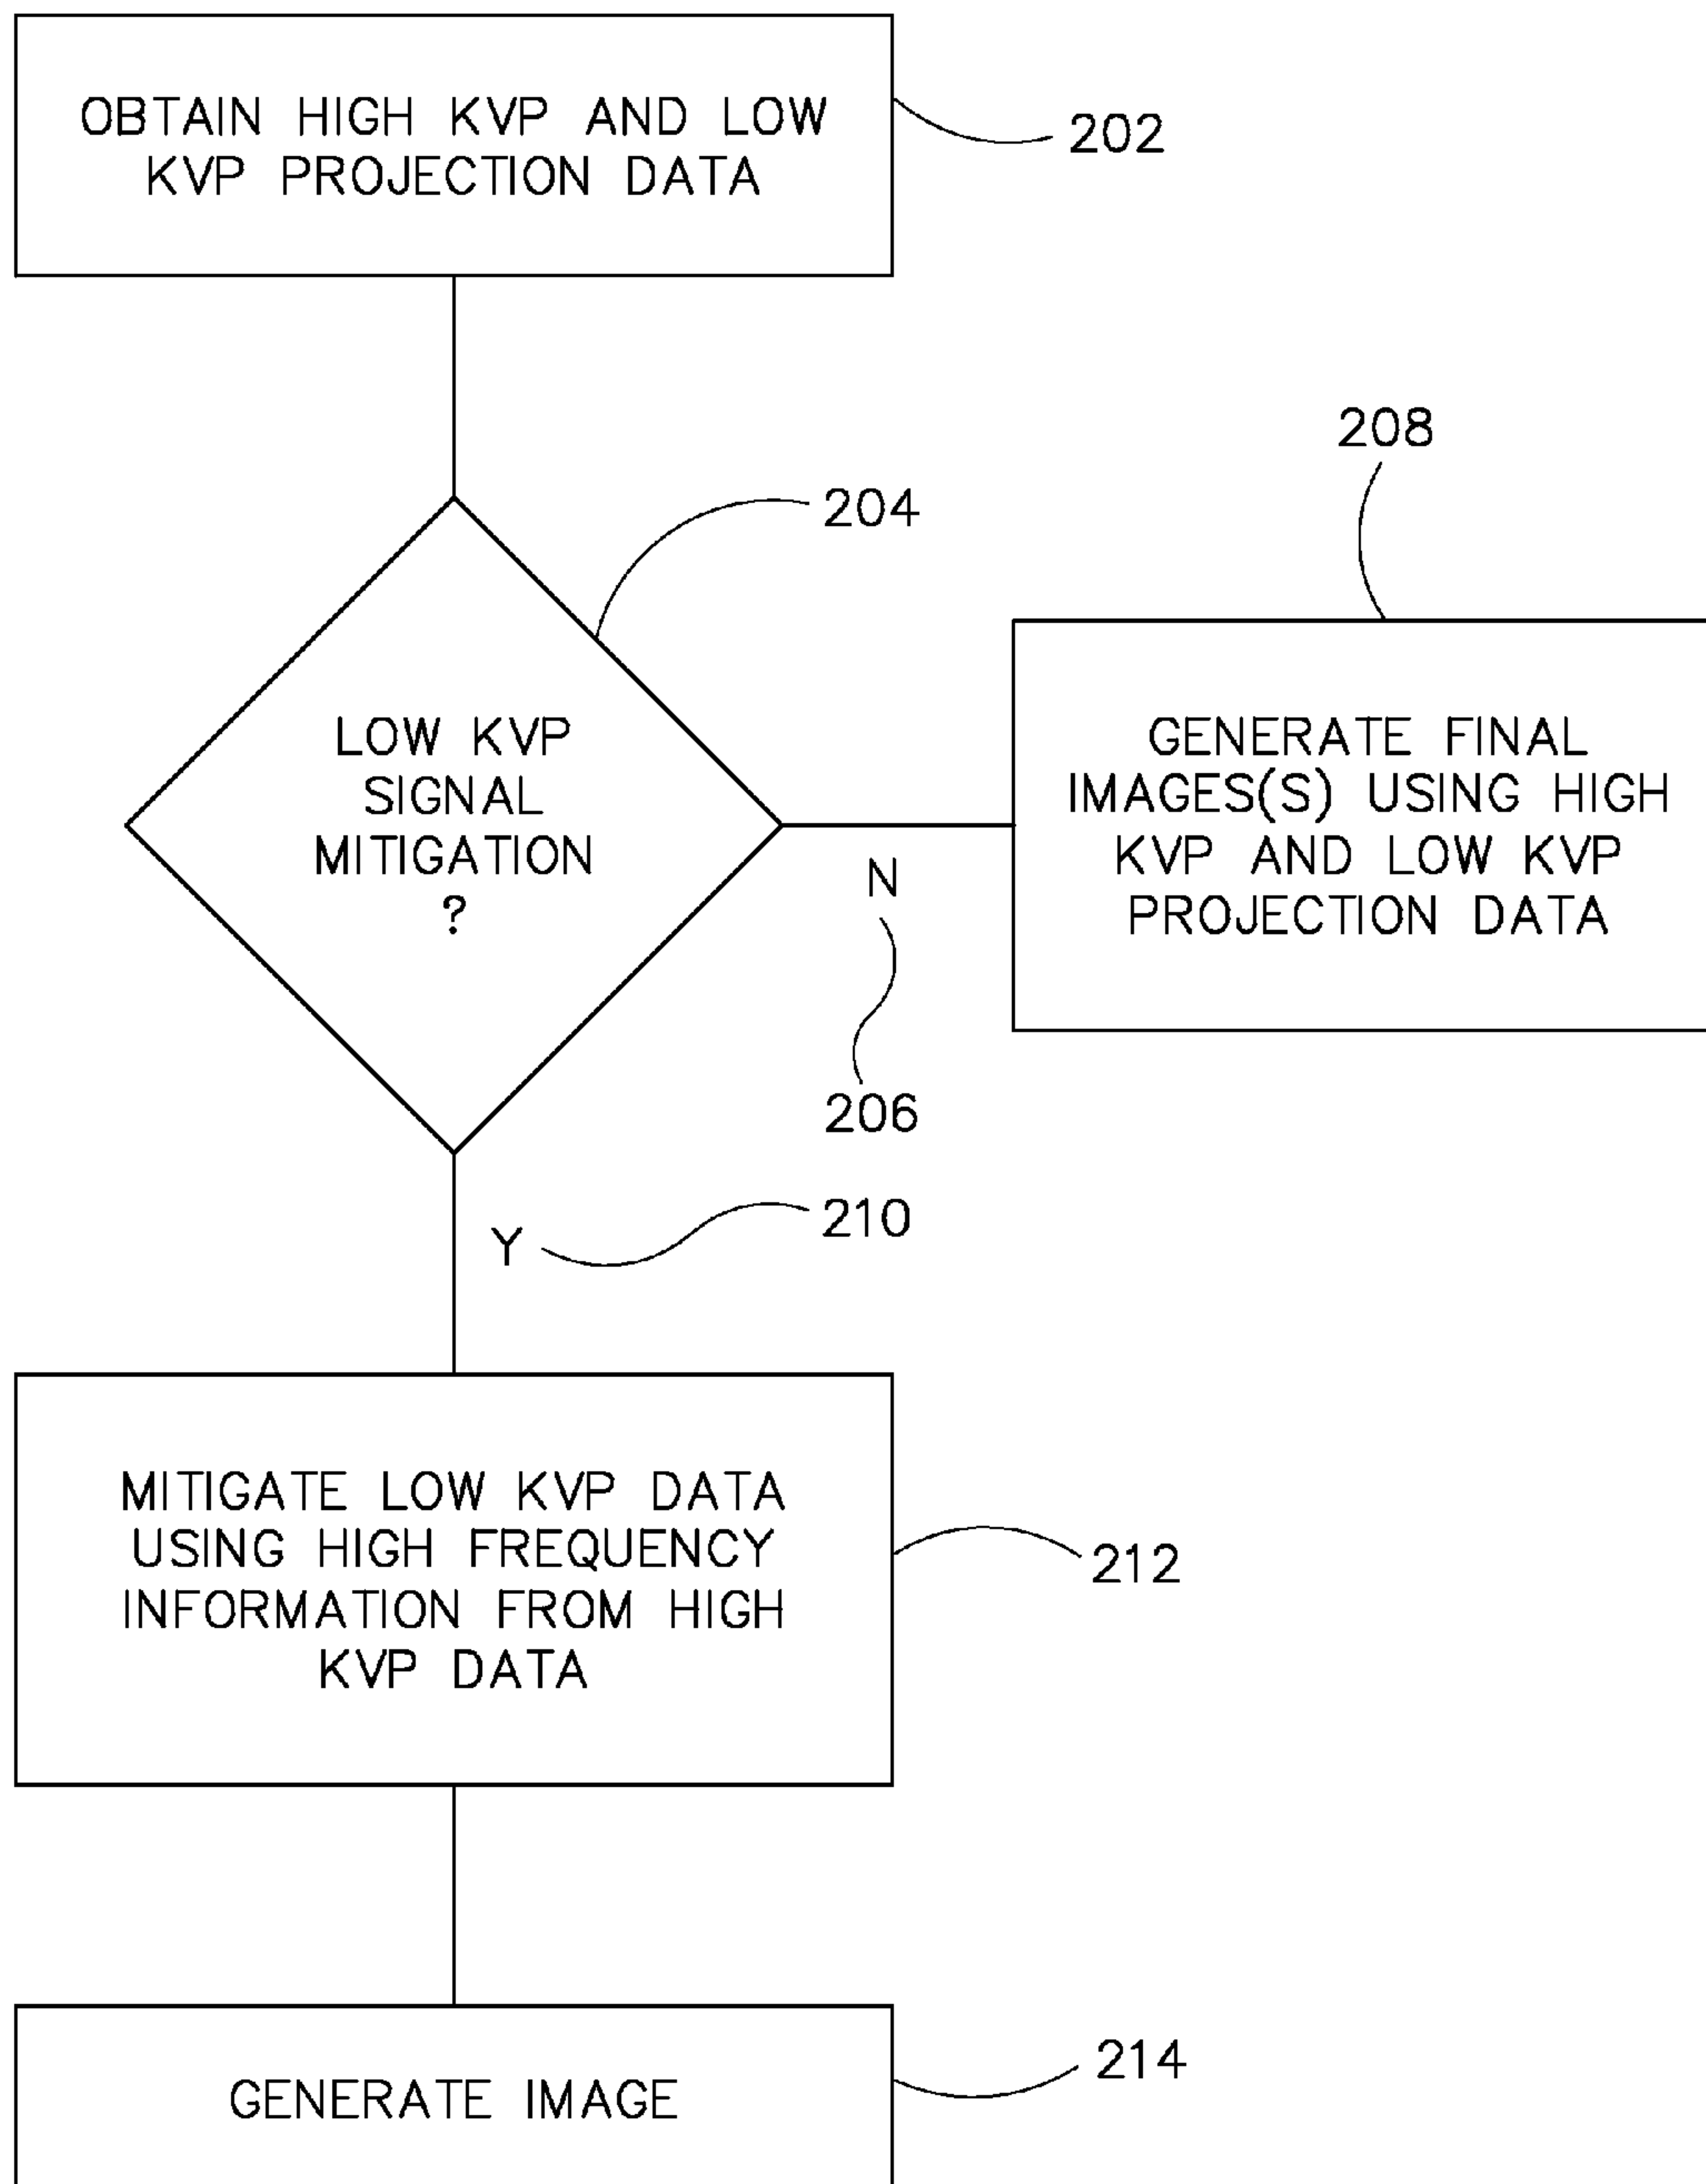 OBTAIN HIGH KVP AND LOW
KVP PROJECTION DATA
202
204
LOW KVP
SIGNAL
MITIGATION
?
N
206
208
GENERATE FINAL
IMAGES(S) USING HIGH
KVP AND LOW KVP
PROJECTION DATA
Y
210
MITIGATE LOW KVP DATA
USING HIGH FREQUENCY
INFORMATION FROM HIGH
KVP DATA
212
GENERATE IMAGE
214